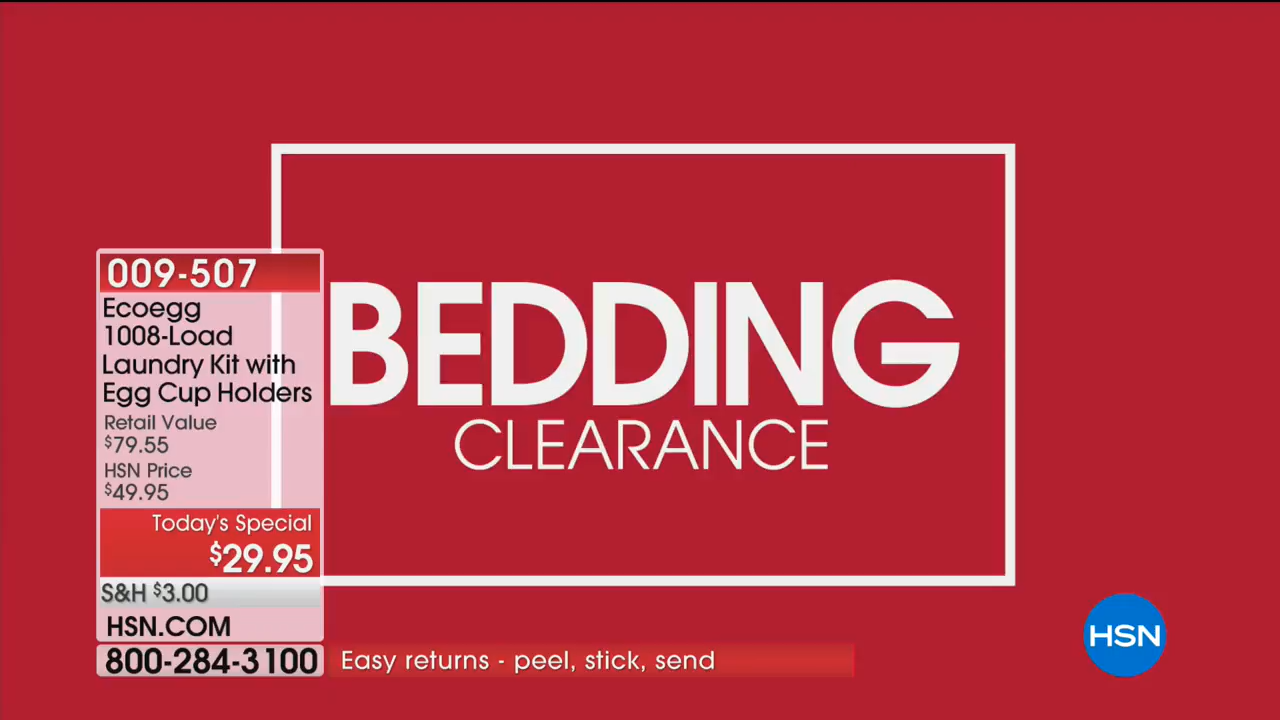 BEDDING
CLEARANCE
009-507
Ecoegg
1008-Load
Laundry Kit with
Egg Cup Holders
Retail Value
$79.55
HSN Price
$49.95
Today's Special
$29.95
S&H $3.00
HSN.COM
800-284-3100
Easy returns - peel, stick, send
HSN